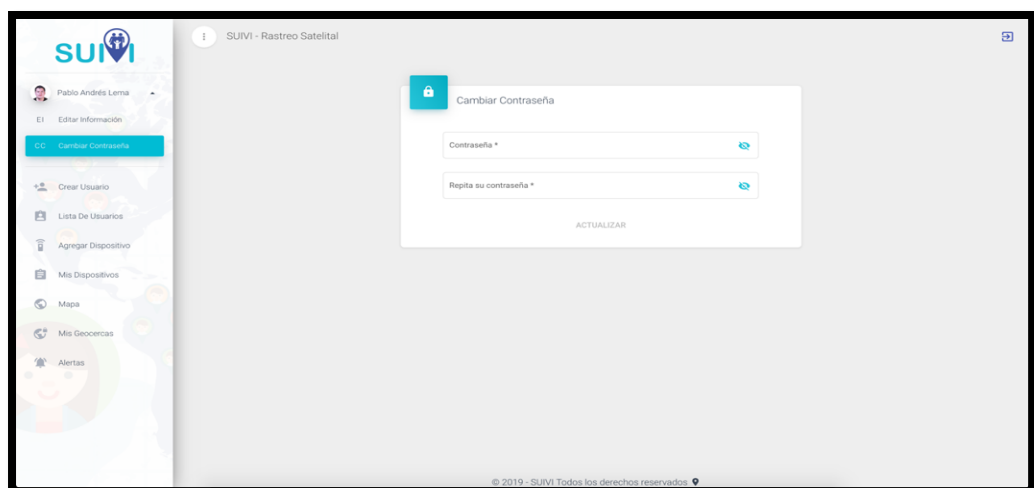 SUIVI
Pablo Andrés Lema
EI Editar Información
CC Cambiar Contraseña
Crear Usuario
Lista De Usuarios
Agregar Dispositivo
Mis Dispositivos
Mapa
Mis Geocercas
Alertas
SUIVI - Rastreo Satelital
Cambiar Contraseña
Contraseña *
Repita su contraseña *
ACTUALIZAR
© 2019 - SUIVI Todos los derechos reservados